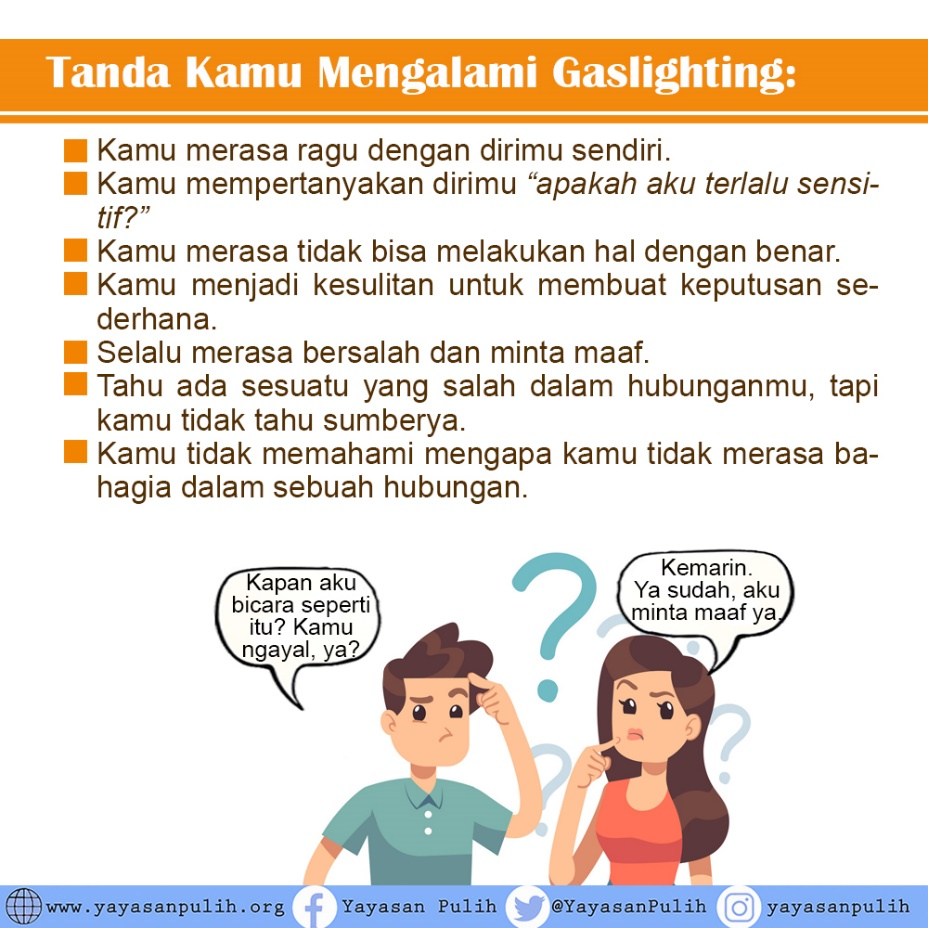 Tanda Kamu Mengalami Gaslighting:
Kamu merasa ragu dengan dirimu sendiri.
Kamu mempertanyakan dirimu “apakah aku terlalu sensi-
tif?”
Kamu merasa tidak bisa melakukan hal dengan benar.
Kamu menjadi kesulitan untuk membuat keputusan se-
derhana.
Selalu merasa bersalah dan minta maaf.
Tahu ada sesuatu yang salah dalam hubunganmu, tapi
kamu tidak tahu sumberya.
Kamu tidak memahami mengapa kamu tidak merasa ba-
hagia dalam sebuah hubungan.
Kapan aku
bicara seperti
itu? Kamu
ngayal, ya?
Kemarin.
Ya sudah, aku
minta maaf ya.
www.yayasanpulih.org Yayasan Pulih @YayasanPulih yayasanpulih